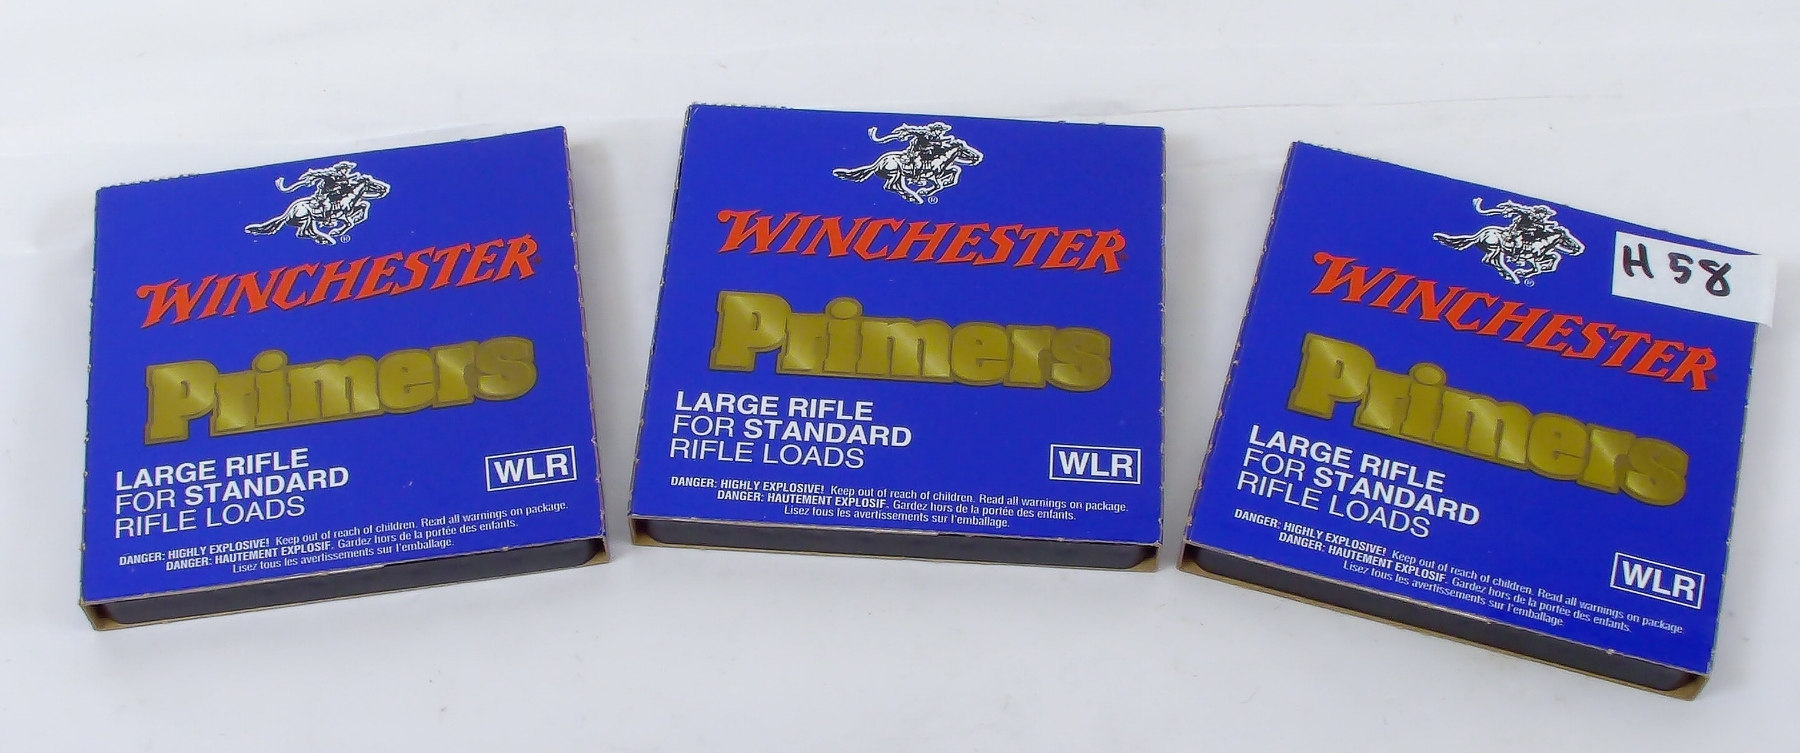 WINCHESTER
Primers
LARGE RIFLE
FOR STANDARD
RIFLE LOADS
WLR
DANGER: HIGHLY EXPLOSIVE! Keep out of reach of children. Read all warnings on package.
DANGER: HAUTEMENT EXPLOSIF. Gardez hors de la portée des enfants.
Lisez tous les avertissements sur l'emballage.
WINCHESTER
Primers
LARGE RIFLE
FOR STANDARD
RIFLE LOADS
WLR
DANGER: HIGHLY EXPLOSIVE! Keep out of reach of children. Read all warnings on package.
DANGER: HAUTEMENT EXPLOSIF. Gardez hors de la portée des enfants.
Lisez tous les avertissements sur l'emballage.
H 58
WINCHESTER
Primers
LARGE RIFLE
FOR STANDARD
RIFLE LOADS
WLR
DANGER: HIGHLY EXPLOSIVE! Keep out of reach of children. Read all warnings on package.
DANGER: HAUTEMENT EXPLOSIF. Gardez hors de la portée des enfants.
Lisez tous les avertissements sur l'emballage.